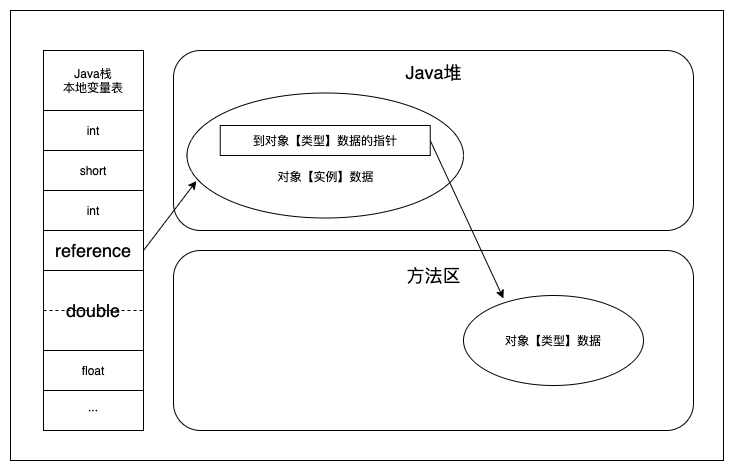 Java栈
本地变量表
int
short
int
reference
double
float
...
Java堆
到对象【类型】数据的指针
对象【实例】数据
方法区
对象【类型】数据